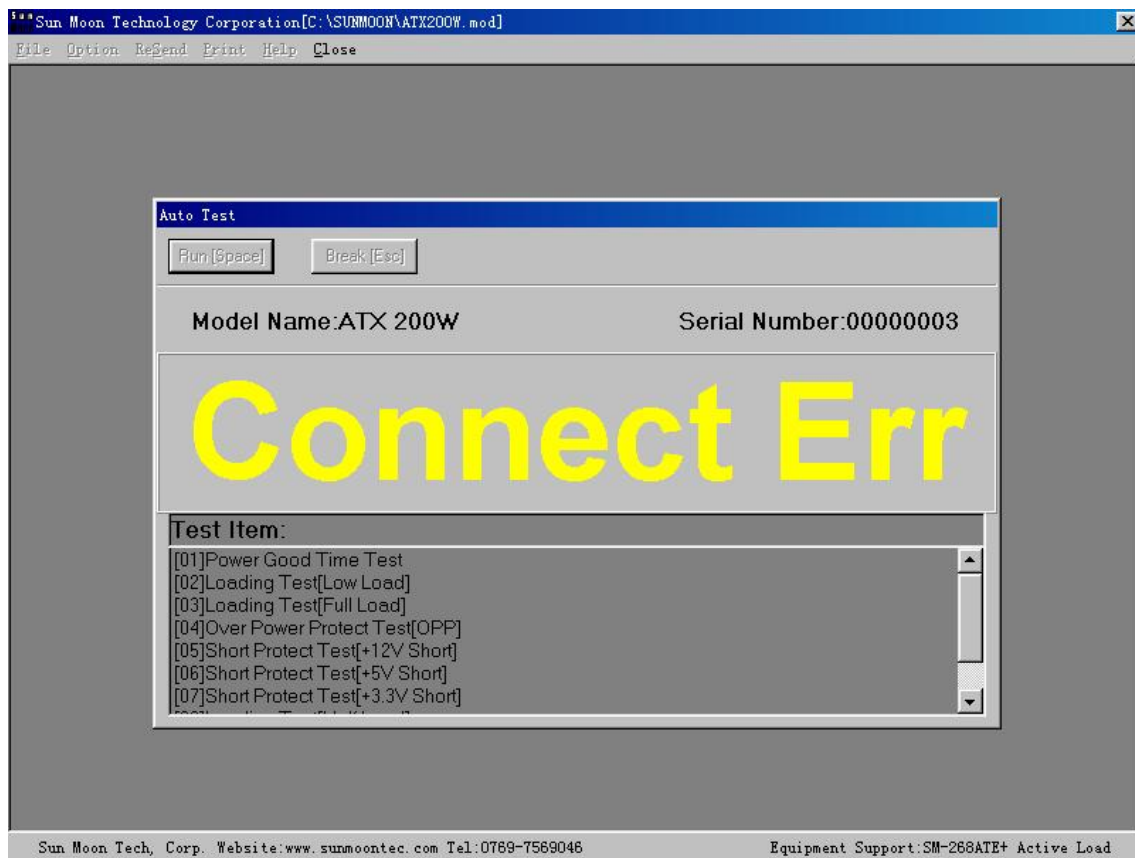 Sun Moon Technology Corporation[C:\SUNMOON\ATX200W.mod]
File Option ReSend Print Help Close
Auto Test
Run [Space] Break [Esc]
Model Name:ATX 200W Serial Number:00000003
Connect Err
Test Item:
[01]Power Good Time Test
[02]Loading Test[Low Load]
[03]Loading Test[Full Load]
[04]Over Power Protect Test[OPP]
[05]Short Protect Test[+12V Short]
[06]Short Protect Test[+5V Short]
[07]Short Protect Test[+3.3V Short]
Sun Moon Tech, Corp. Website:www.sunmoontec.com Tel:0769-7569046 Equipment Support:SM-268ATE+ Active Load